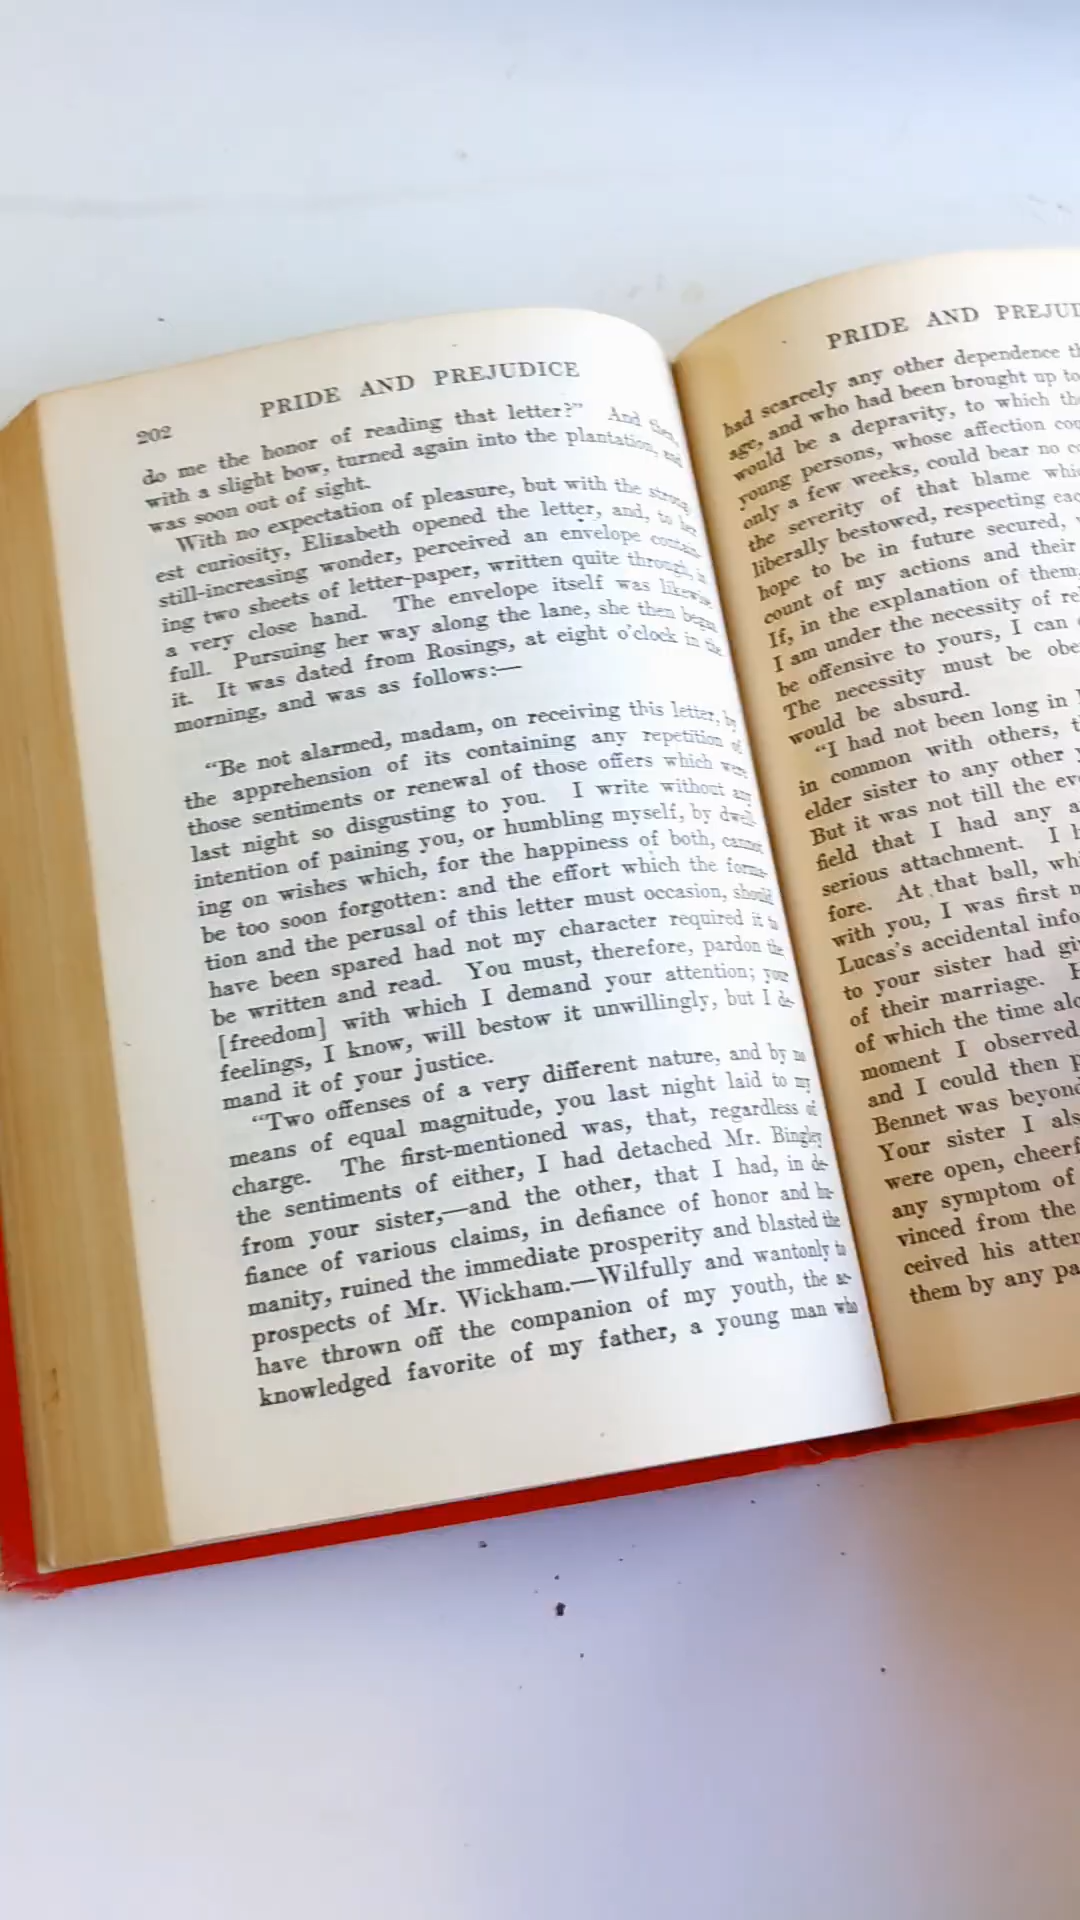 202
PRIDE AND PREJUDICE
do me the honor of reading that letter?” And then,
with a slight bow, turned again into the plantation, and
was soon out of sight.
With no expectation of pleasure, but with the strong-
est curiosity, Elizabeth opened the letter, and, to her
still-increasing wonder, perceived an envelope contain-
ing two sheets of letter-paper, written quite through, in
a very close hand. The envelope itself was likewise
full. Pursuing her way along the lane, she then began
it. It was dated from Rosings, at eight o’clock in the
morning, and was as follows:—
“Be not alarmed, madam, on receiving this letter, by
the apprehension of its containing any repetition of
those sentiments or renewal of those offers which were
last night so disgusting to you. I write without any
intention of paining you, or humbling myself, by dwell-
ing on wishes which, for the happiness of both, cannot
be too soon forgotten: and the effort which the forma-
tion and the perusal of this letter must occasion, should
have been spared had not my character required it to
be written and read. You must, therefore, pardon the
[freedom] with which I demand your attention; your
feelings, I know, will bestow it unwillingly, but I de-
mand it of your justice.
“Two offenses of a very different nature, and by no
means of equal magnitude, you last night laid to my
charge. The first-mentioned was, that, regardless of
the sentiments of either, I had detached Mr. Bingley
from your sister,—and the other, that I had, in de-
fiance of various claims, in defiance of honor and hu-
manity, ruined the immediate prosperity and blasted the
prospects of Mr. Wickham.—Wilfully and wantonly to
have thrown off the companion of my youth, the ac-
knowledged favorite of my father, a young man who
PRIDE AND PREJUD
had scarcely any other dependence
age, and who had been brought up to
would be a depravity, to which the
young persons, whose affection
only a few weeks, could bear no
the severity of that blame
liberally bestowed, respecting
hope to be in future secured,
count of my actions and their
If, in the explanation of them,
I am under the necessity of
be offensive to yours, I can
The necessity must be
would be absurd.
“I had not been long in
in common with others,
elder sister to any other
But it was not till the
field that I had any
serious attachment. I
fore. At that ball,
with you, I was first
Lucas’s accidental
to your sister had
of their marriage.
of which the time
moment I observed
and I could then
Bennet was
Your sister I
were open,
any symptom of
vinced from the
ceived his
them by any